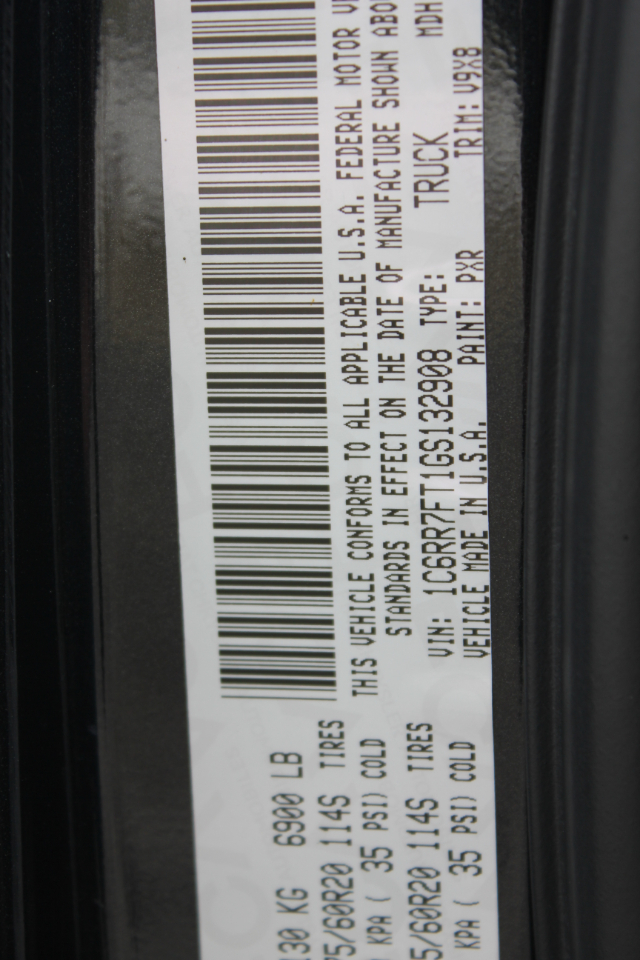 130 KG 6900 LB
5/60R20 114S TIRES
KPA ( 35 PSI) COLD
5/60R20 114S TIRES
KPA ( 35 PSI) COLD
THIS VEHICLE CONFORMS TO ALL APPLICABLE U.S.A. FEDERAL MOTOR
STANDARDS IN EFFECT ON THE DATE OF MANUFACTURE SHOWN ABO
VIN: 1C6RR7FT1GS132908 TYPE: TRUCK MDH
VEHICLE MADE IN U.S.A. PAINT: PXR TRIM: V9X8